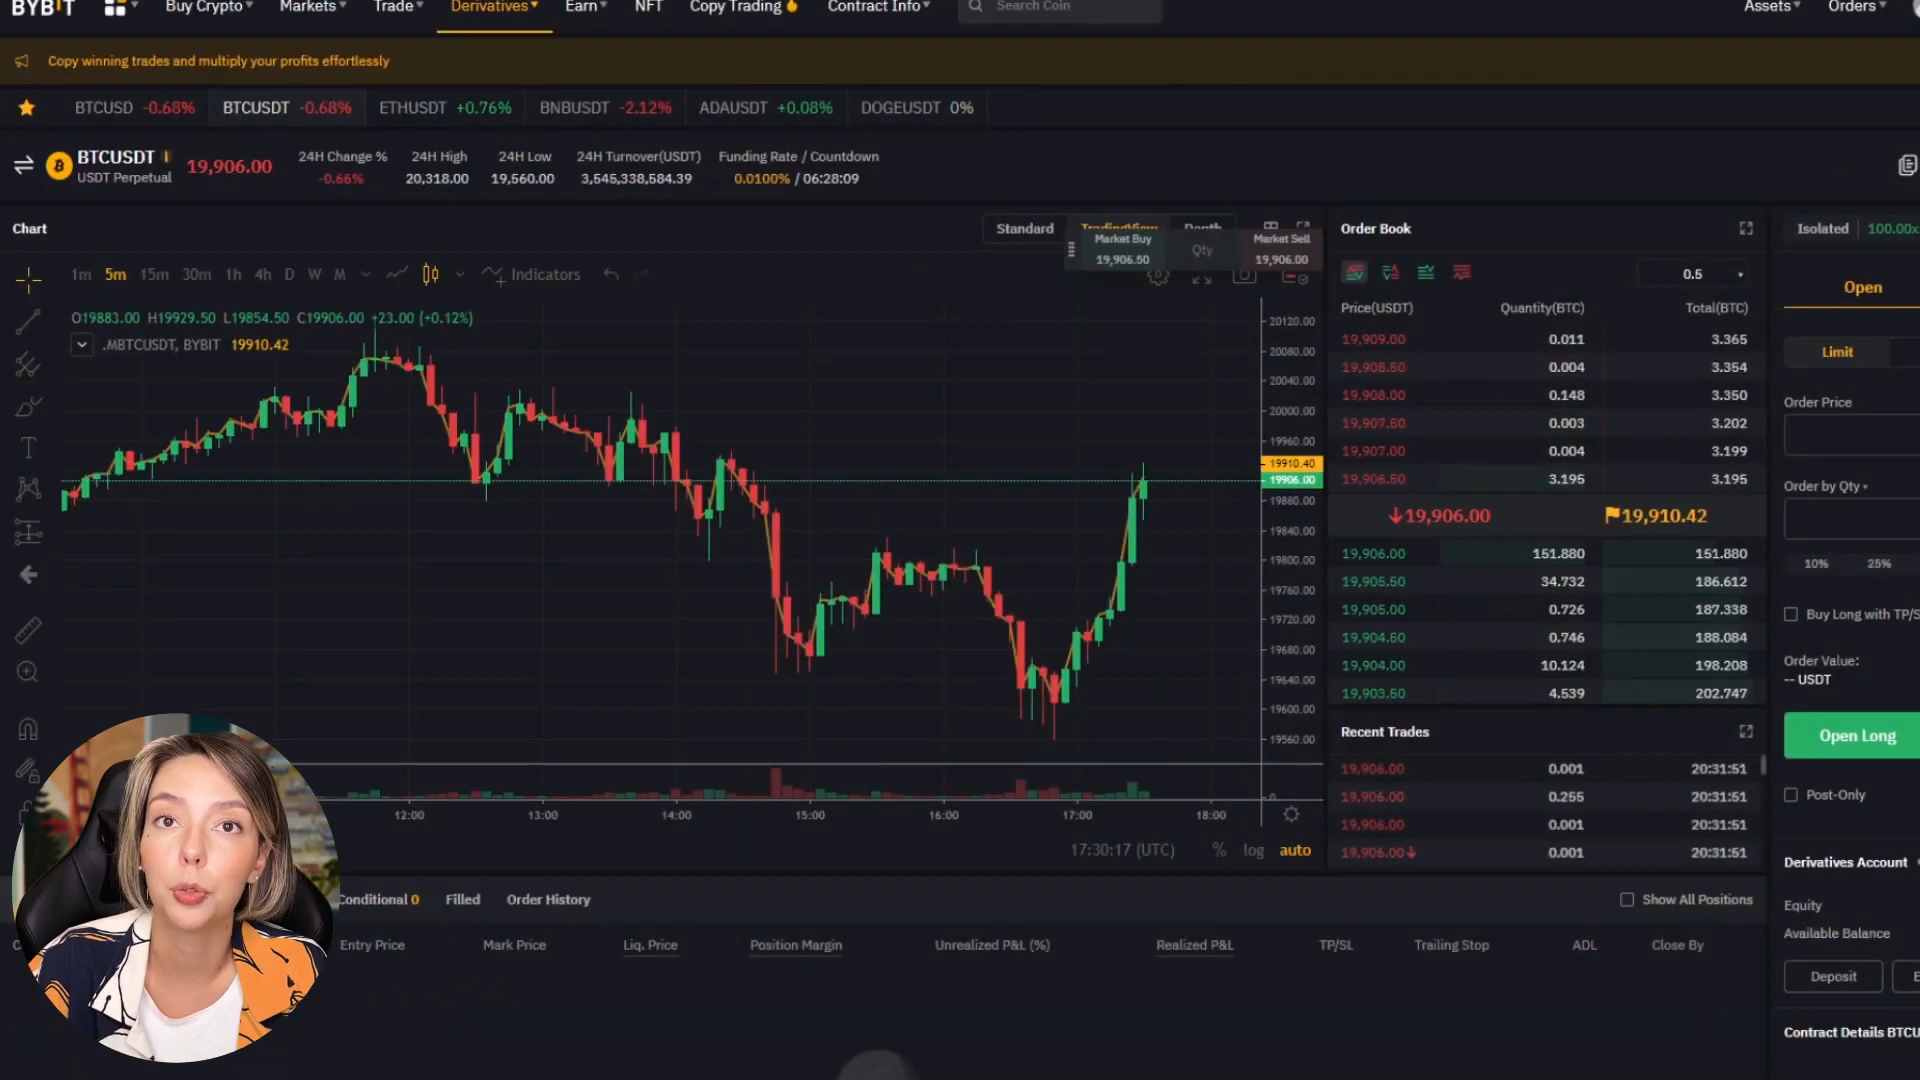 BYBIT Buy Crypto Markets Trade Derivatives Earn NFT Copy Trading Contract Info Search Coin Assets Orders
Copy winning trades and multiply your profits effortlessly
BTCUSD -0.68% BTCUSDT -0.68% ETHUSDT +0.76% BNBUSDT -2.12% ADAUSDT +0.08% DOGEUSDT 0%
BTCUSDT USDT Perpetual 19,906.00
24H Change % -0.66%
24H High 20,318.00
24H Low 19,560.00
24H Turnover(USDT) 3,545,338,584.39
Funding Rate / Countdown 0.0100% / 06:28:09
Chart Standard TradingView Depth
Market Buy 19,906.50 Qty Market Sell 19,906.00
1m 5m 15m 30m 1h 4h D W M Indicators
O19883.00 H19929.50 L19854.50 C19906.00 +23.00 (+0.12%)
.MBTCUSDT, BYBIT 19910.42
20120.00
20080.00
20040.00
20000.00
19960.00
19910.40
19906.00
19880.00
19840.00
19800.00
19760.00
19720.00
19680.00
19640.00
19600.00
19560.00
0
12:00 13:00 14:00 15:00 16:00 17:00 18:00
17:30:17 (UTC) % log auto
Order Book
0.5
Price(USDT) Quantity(BTC) Total(BTC)
19,909.00 0.011 3.365
19,908.50 0.004 3.354
19,908.00 0.148 3.350
19,907.50 0.003 3.202
19,907.00 0.004 3.199
19,906.50 3.195 3.195
19,906.00 19,910.42
19,906.00 151.880 151.880
19,905.50 34.732 186.612
19,905.00 0.726 187.338
19,904.50 0.746 188.084
19,904.00 10.124 198.208
19,903.50 4.539 202.747
Recent Trades
19,906.00 0.001 20:31:51
19,906.00 0.255 20:31:51
19,906.00 0.001 20:31:51
19,906.00 0.001 20:31:51
Isolated 100.00x
Open
Limit
Order Price
Order by Qty
10% 25%
Buy Long with TP/S
Order Value:
-- USDT
Open Long
Post-Only
Derivatives Account
Equity
Available Balance
Deposit E
Contract Details BTCU
Conditional 0 Filled Order History Show All Positions
C Entry Price Mark Price Liq. Price Position Margin Unrealized P&L (%) Realized P&L TP/SL Trailing Stop ADL Close By